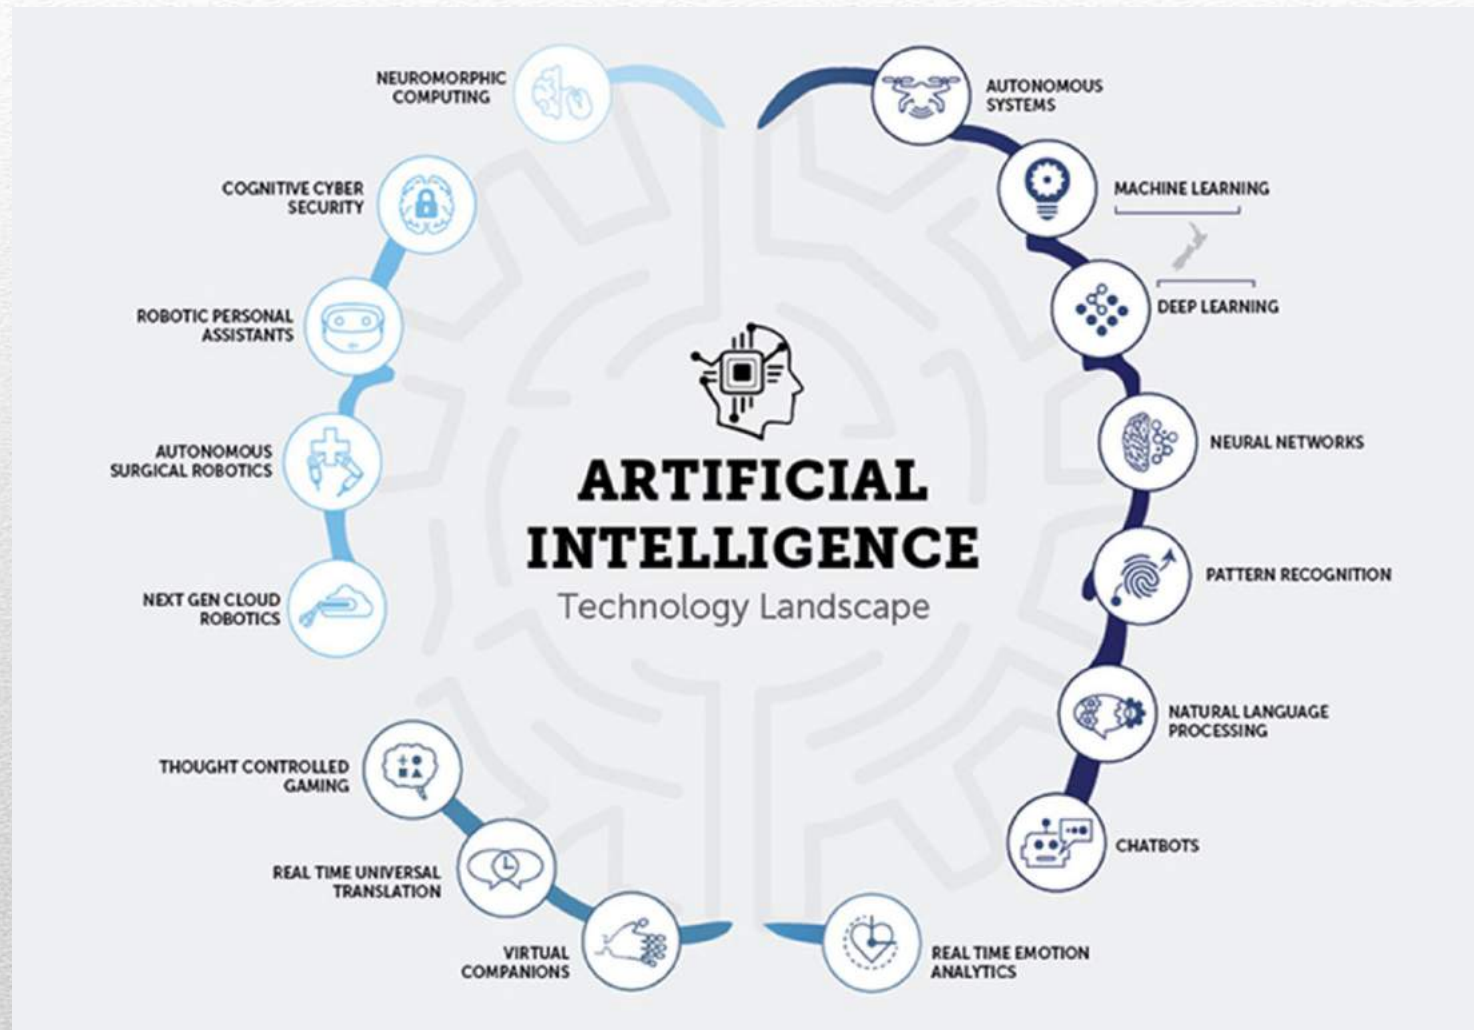 NEUROMORPHIC
COMPUTING
AUTONOMOUS
SYSTEMS
COGNITIVE CYBER
SECURITY
MACHINE LEARNING
ROBOTIC PERSONAL
ASSISTANTS
DEEP LEARNING
AUTONOMOUS
SURGICAL ROBOTICS
NEURAL NETWORKS
ARTIFICIAL
INTELLIGENCE
Technology Landscape
NEXT GEN CLOUD
ROBOTICS
PATTERN RECOGNITION
NATURAL LANGUAGE
PROCESSING
THOUGHT CONTROLLED
GAMING
CHATBOTS
REAL TIME UNIVERSAL
TRANSLATION
VIRTUAL
COMPANIONS
REAL TIME EMOTION
ANALYTICS